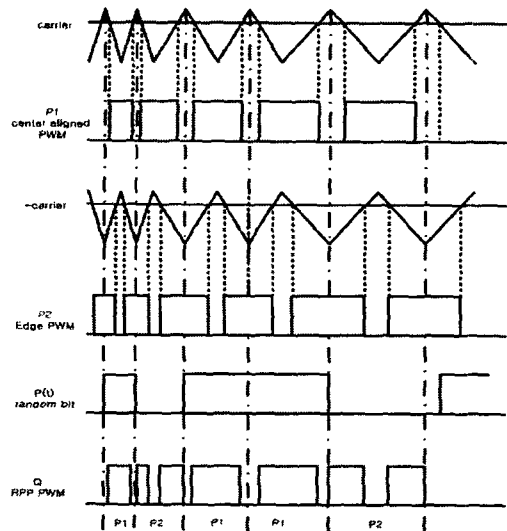 carrier
P1
center aligned
PWM
-carrier
P2
Edge PWM
P(t)
random bit
Q
RPP PWM
P1 P2 P1 P1 P2